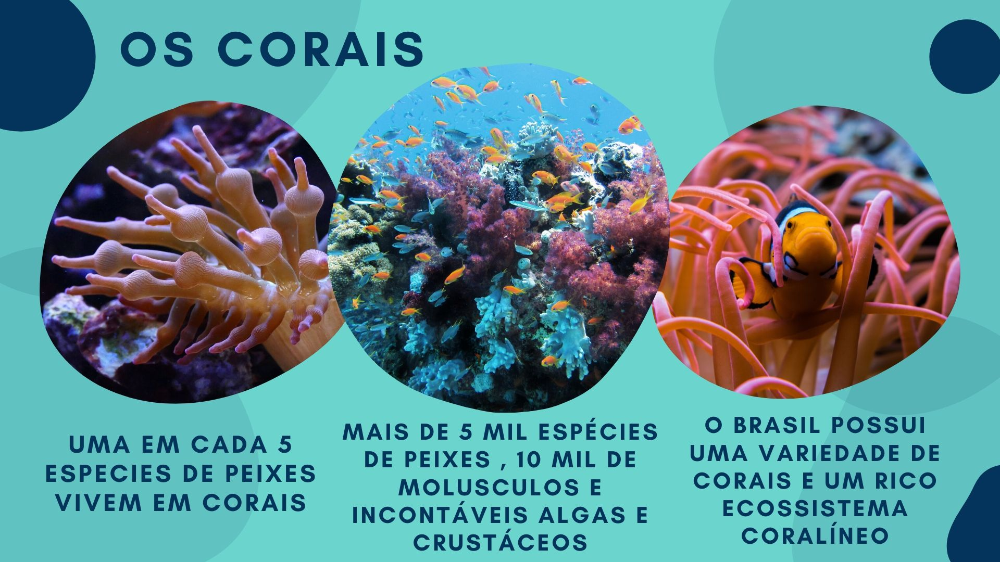 OS CORAIS
UMA EM CADA 5
ESPECIES DE PEIXES
VIVEM EM CORAIS
MAIS DE 5 MIL ESPÉCIES
DE PEIXES , 10 MIL DE
MOLUSCULOS E
INCONTÁVEIS ALGAS E
CRUSTÁCEOS
O BRASIL POSSUI
UMA VARIEDADE DE
CORAIS E UM RICO
ECOSSISTEMA
CORALÍNEO